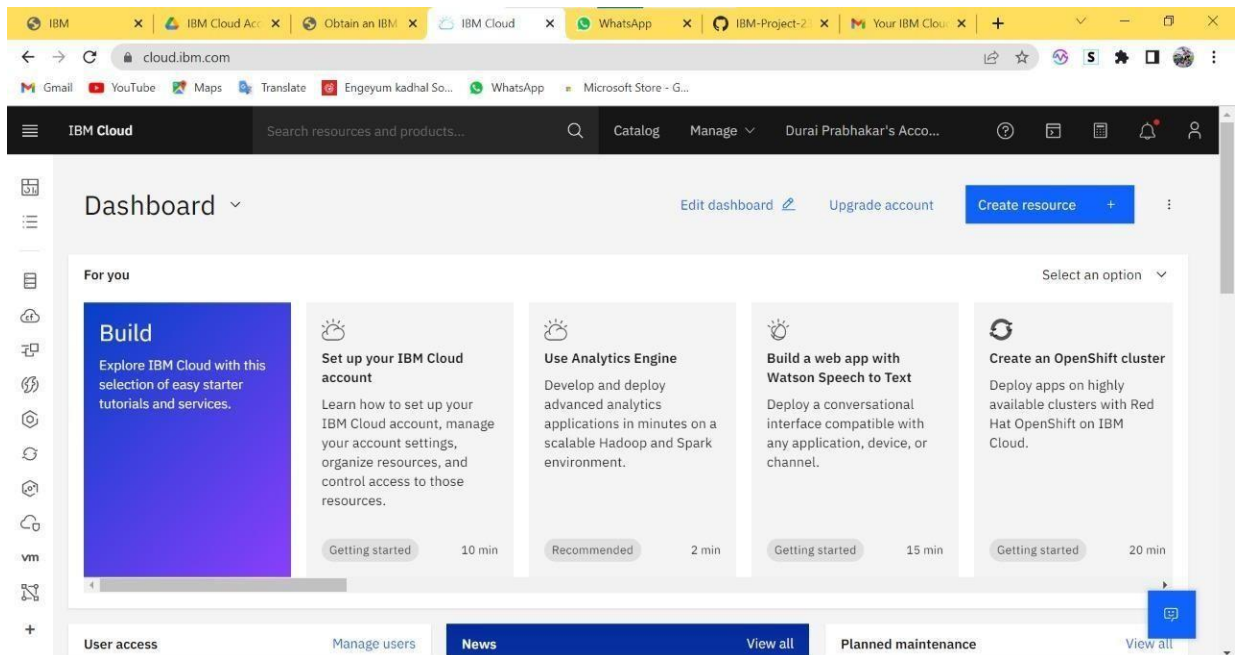 IBM
IBM Cloud Acc
Obtain an IBM
IBM Cloud
WhatsApp
IBM-Project-2
Your IBM Clou
cloud.ibm.com
Gmail
YouTube
Maps
Translate
Engeyum kadhal So...
WhatsApp
Microsoft Store - G...
IBM Cloud
Search resources and products...
Catalog
Manage
Durai Prabhakar's Acco...
Dashboard
Edit dashboard
Upgrade account
Create resource +
For you
Select an option
Build
Explore IBM Cloud with this
selection of easy starter
tutorials and services.
Set up your IBM Cloud
account
Learn how to set up your
IBM Cloud account, manage
your account settings,
organize resources, and
control access to those
resources.
Getting started
10 min
Use Analytics Engine
Develop and deploy
advanced analytics
applications in minutes on a
scalable Hadoop and Spark
environment.
Recommended
2 min
Build a web app with
Watson Speech to Text
Deploy a conversational
interface compatible with
any application, device, or
channel.
Getting started
15 min
Create an OpenShift cluster
Deploy apps on highly
available clusters with Red
Hat OpenShift on IBM
Cloud.
Getting started
20 min
vm
User access
Manage users
News
View all
Planned maintenance
View all